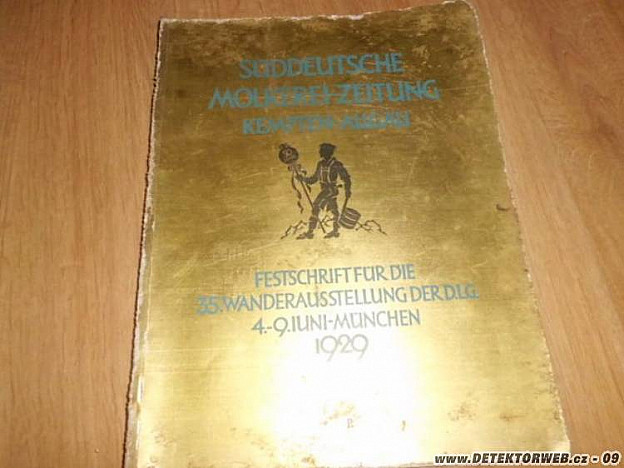 SÜDDEUTSCHE
MOLKEREI-ZEITUNG
KEMPTEN-ALLGÄU
FESTSCHRIFT FÜR DIE
35. WANDERAUSSTELLUNG DER D.L.G.
4.-9. IUNI-MÜNCHEN
1929
www.DETEKTORWEB.cz - 09